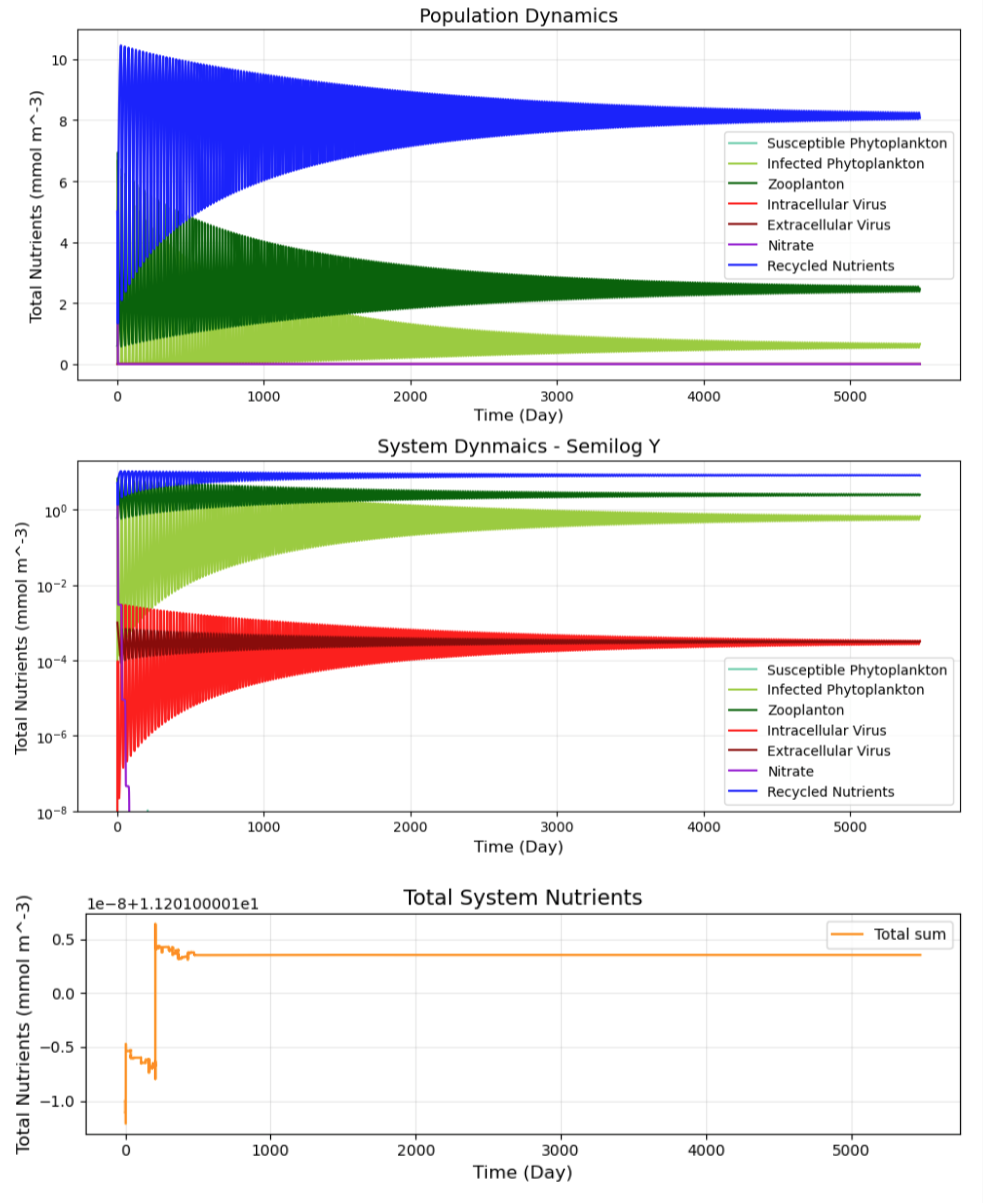 Population Dynamics
Total Nutrients (mmol m^-3)
10
8
6
4
2
0
Susceptible Phytoplankton
Infected Phytoplankton
Zooplanton
Intracellular Virus
Extracellular Virus
Nitrate
Recycled Nutrients
0 1000 2000 3000 4000 5000
Time (Day)
System Dynmaics - Semilog Y
Total Nutrients (mmol m^-3)
10⁰
10⁻²
10⁻⁴
10⁻⁶
10⁻⁸
Susceptible Phytoplankton
Infected Phytoplankton
Zooplanton
Intracellular Virus
Extracellular Virus
Nitrate
Recycled Nutrients
0 1000 2000 3000 4000 5000
Time (Day)
Total System Nutrients
1e-8+1.120100001e1
Total Nutrients (mmol m^-3)
0.5
0.0
−0.5
−1.0
Total sum
0 1000 2000 3000 4000 5000
Time (Day)